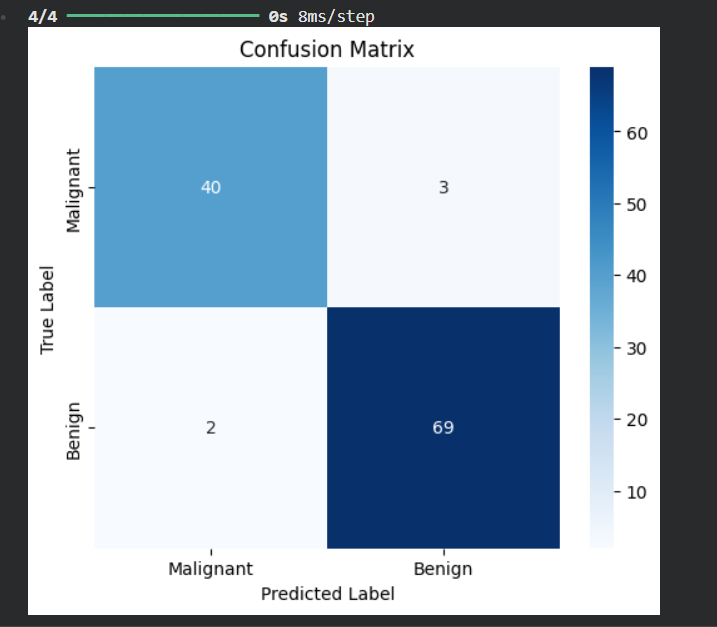 4/4 ━━━━━━━━━━━━━━━━━━━━ 0s 8ms/step
Confusion Matrix
Malignant
40
3
60
50
40
30
20
10
True Label
Benign
2
69
Malignant
Benign
Predicted Label